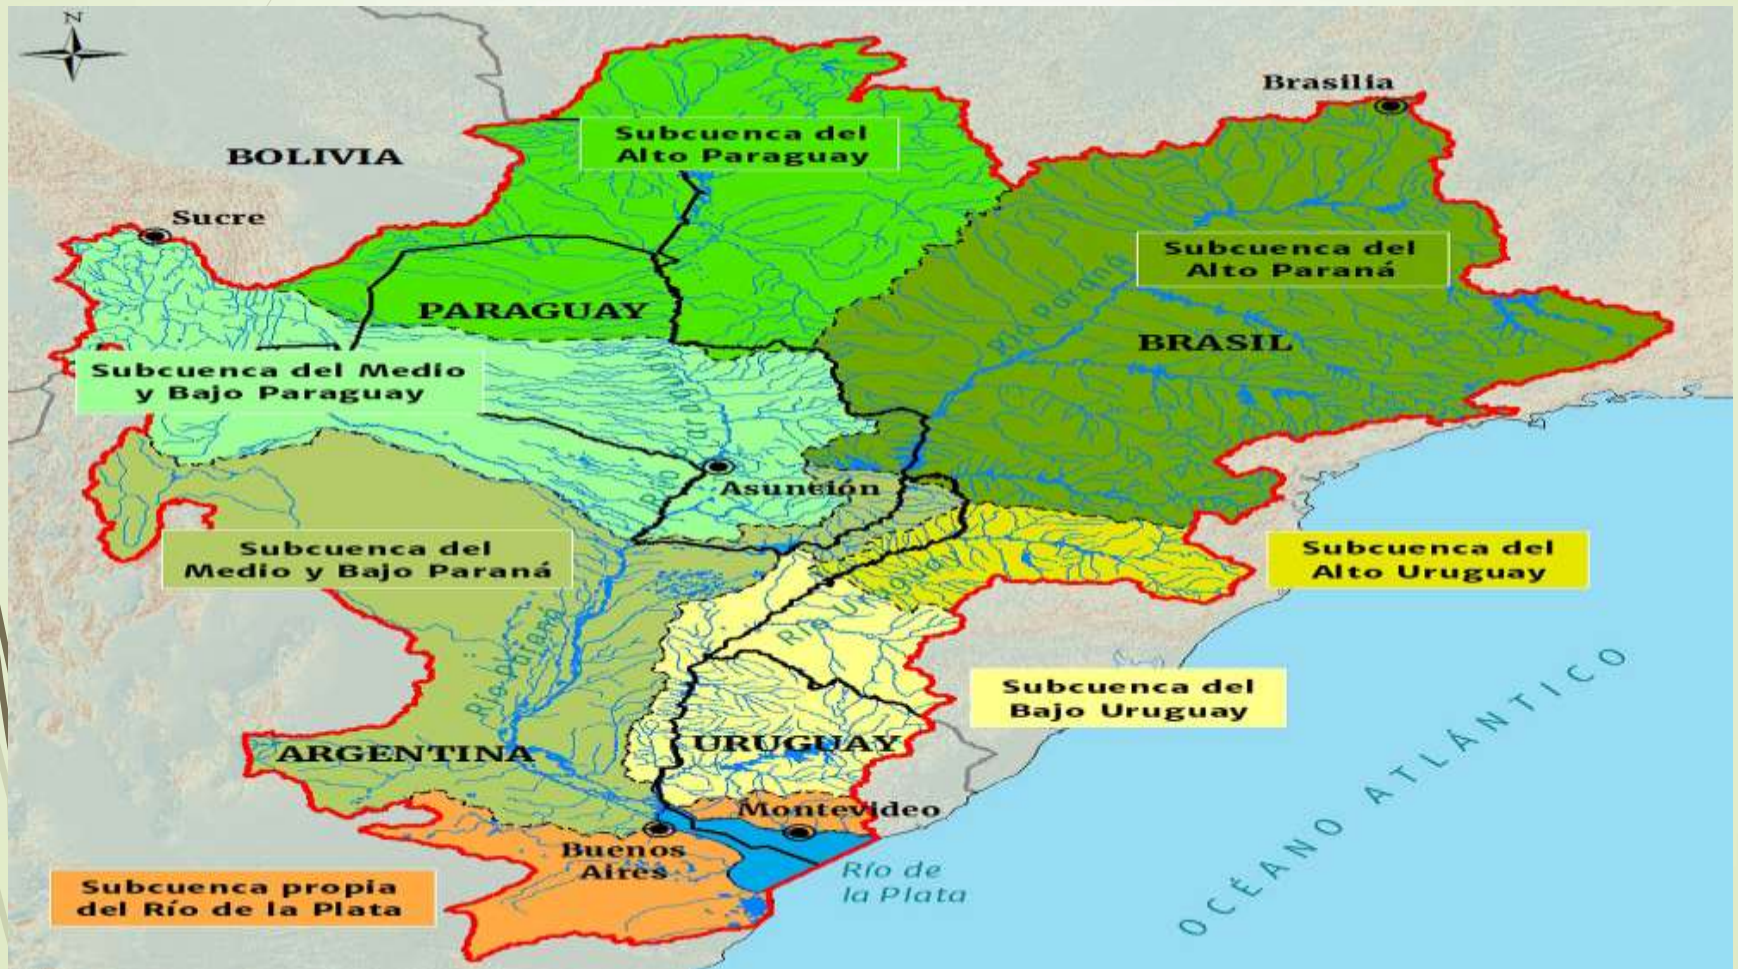 N
Brasilia
Subcuenca del
Alto Paraguay
BOLIVIA
Sucre
Subcuenca del
Alto Paraná
Río Paraná
PARAGUAY
BRASIL
Subcuenca del Medio
y Bajo Paraguay
Río Paraguay
Asunción
Subcuenca del
Medio y Bajo Paraná
Subcuenca del
Alto Uruguay
Río Uruguay
Río Paraná
Subcuenca del
Bajo Uruguay
ARGENTINA
URUGUAY
OCÉANO ATLÁNTICO
Montevideo
Buenos
Aires
Río de
la Plata
Subcuenca propia
del Río de la Plata